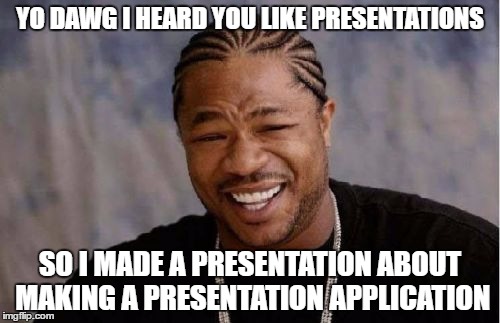 YO DAWG I HEARD YOU LIKE PRESENTATIONS
SO I MADE A PRESENTATION ABOUT
MAKING A PRESENTATION APPLICATION
imgflip.com